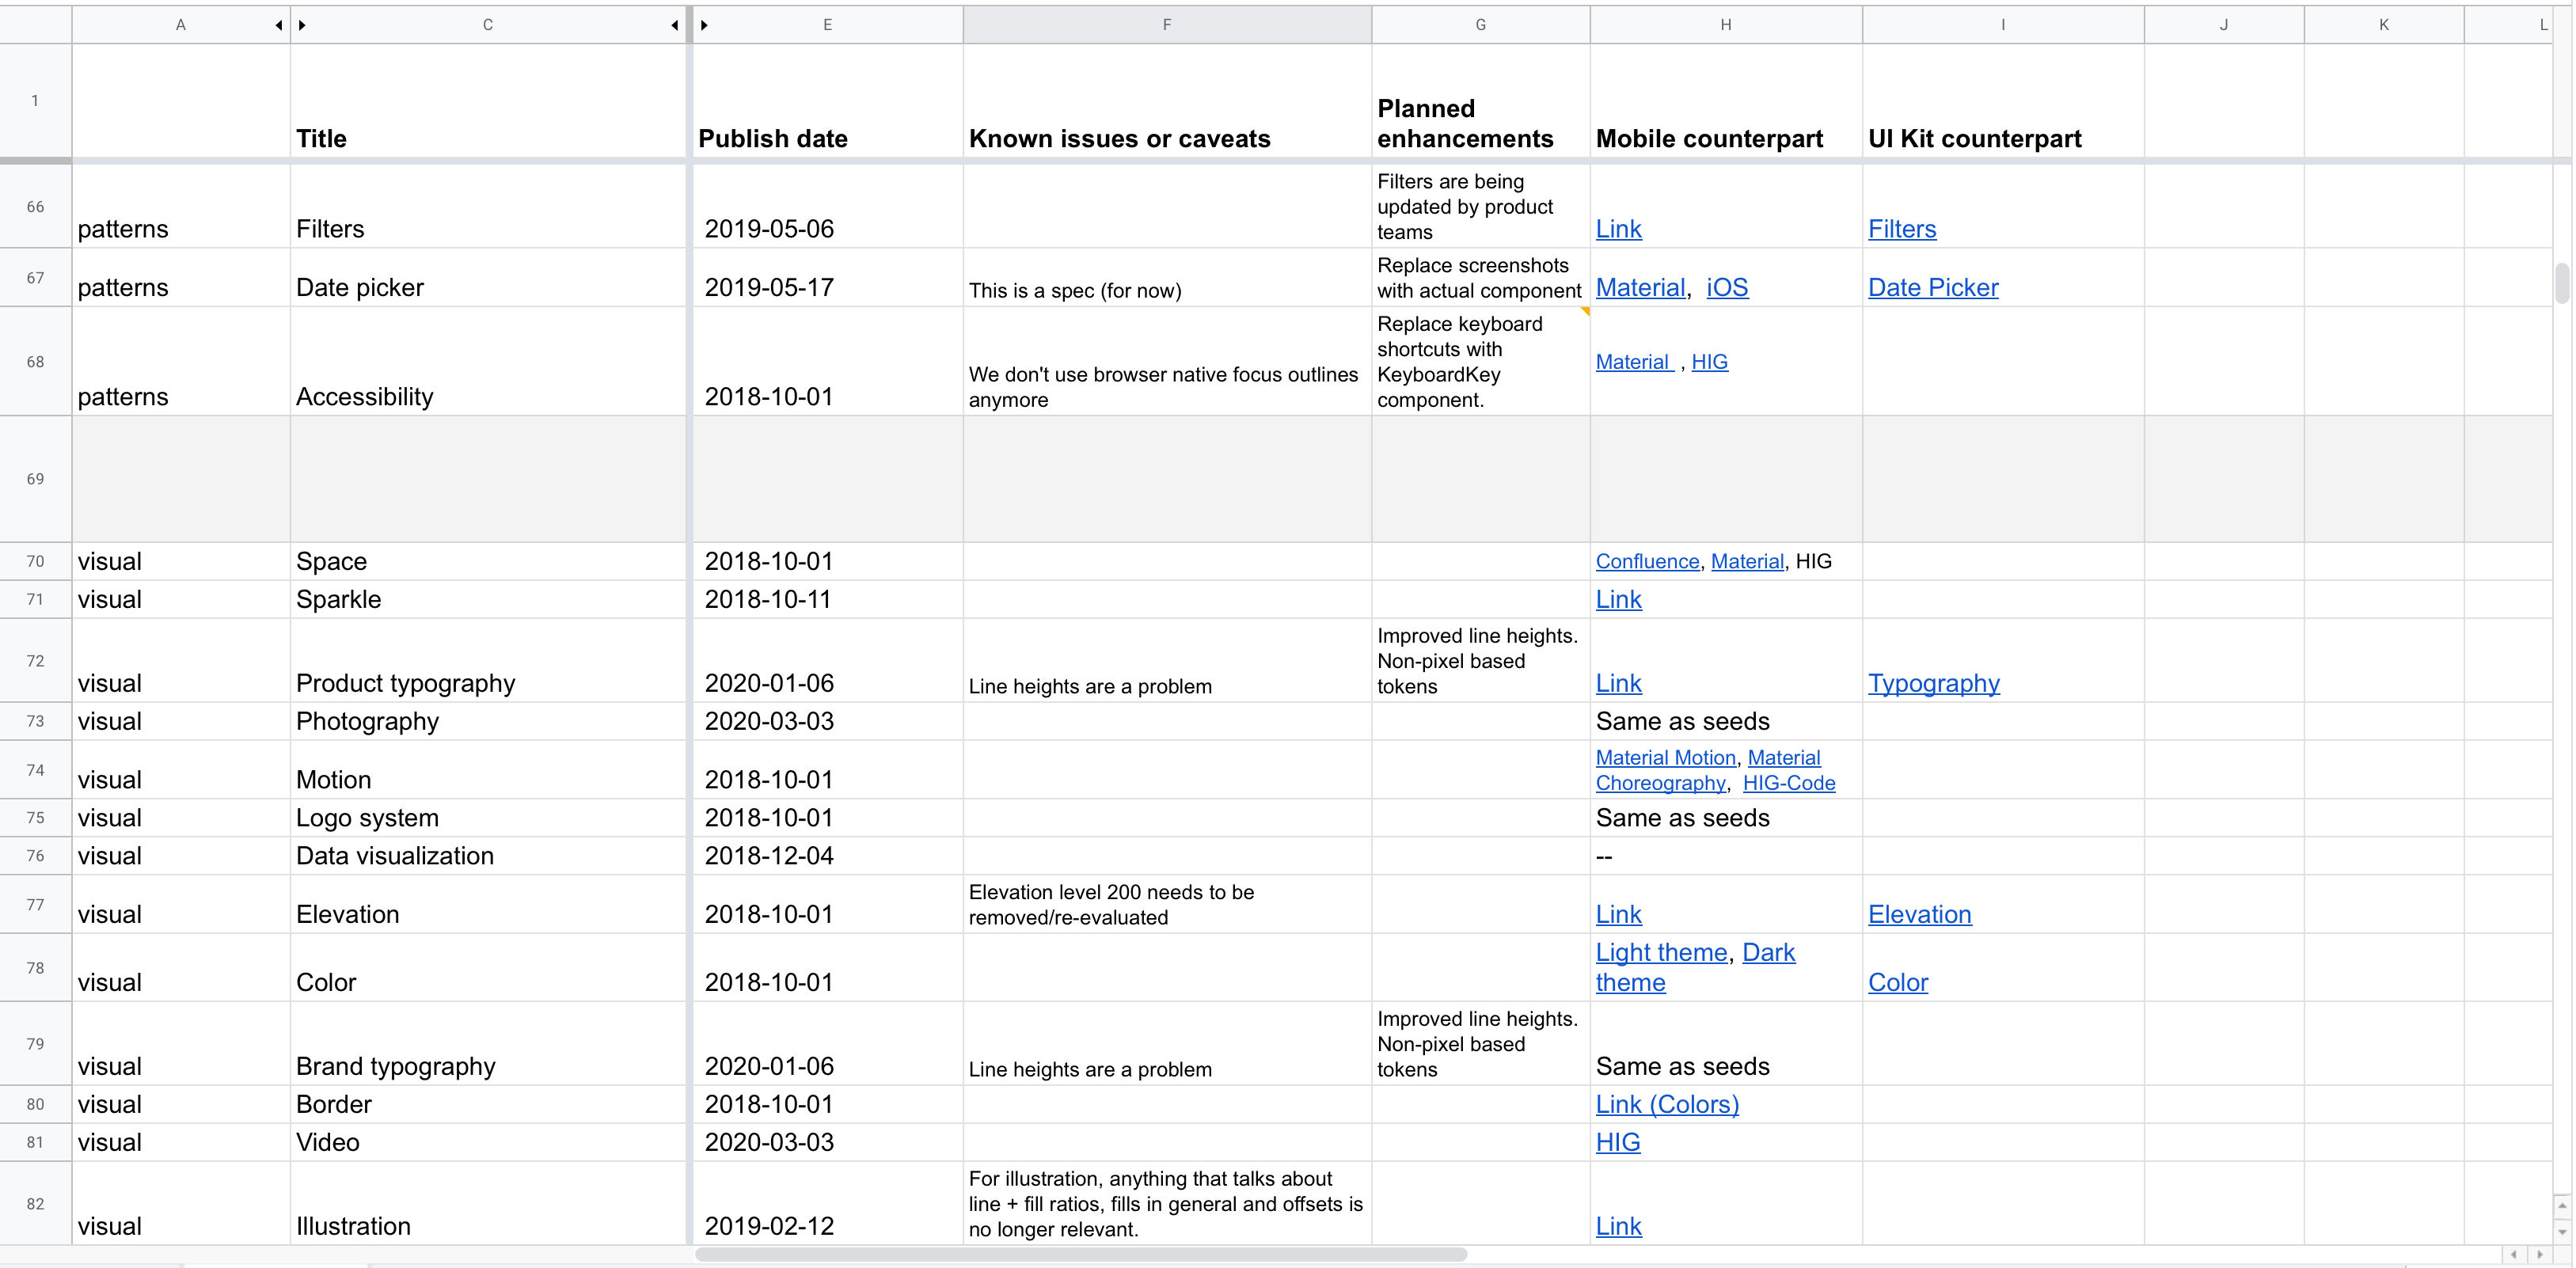 A C E F G H I J K L
1 Title Publish date Known issues or caveats Planned enhancements Mobile counterpart UI Kit counterpart
66 patterns Filters 2019-05-06 Filters are being updated by product teams Link Filters
67 patterns Date picker 2019-05-17 This is a spec (for now) Replace screenshots with actual component Material, iOS Date Picker
68 patterns Accessibility 2018-10-01 We don't use browser native focus outlines anymore Replace keyboard shortcuts with KeyboardKey component. Material , HIG
69
70 visual Space 2018-10-01 Confluence, Material, HIG
71 visual Sparkle 2018-10-11 Link
72 visual Product typography 2020-01-06 Line heights are a problem Improved line heights. Non-pixel based tokens Link Typography
73 visual Photography 2020-03-03 Same as seeds
74 visual Motion 2018-10-01 Material Motion, Material Choreography, HIG-Code
75 visual Logo system 2018-10-01 Same as seeds
76 visual Data visualization 2018-12-04 --
77 visual Elevation 2018-10-01 Elevation level 200 needs to be removed/re-evaluated Link Elevation
78 visual Color 2018-10-01 Light theme, Dark theme Color
79 visual Brand typography 2020-01-06 Line heights are a problem Improved line heights. Non-pixel based tokens Same as seeds
80 visual Border 2018-10-01 Link (Colors)
81 visual Video 2020-03-03 HIG
82 visual Illustration 2019-02-12 For illustration, anything that talks about line + fill ratios, fills in general and offsets is no longer relevant. Link